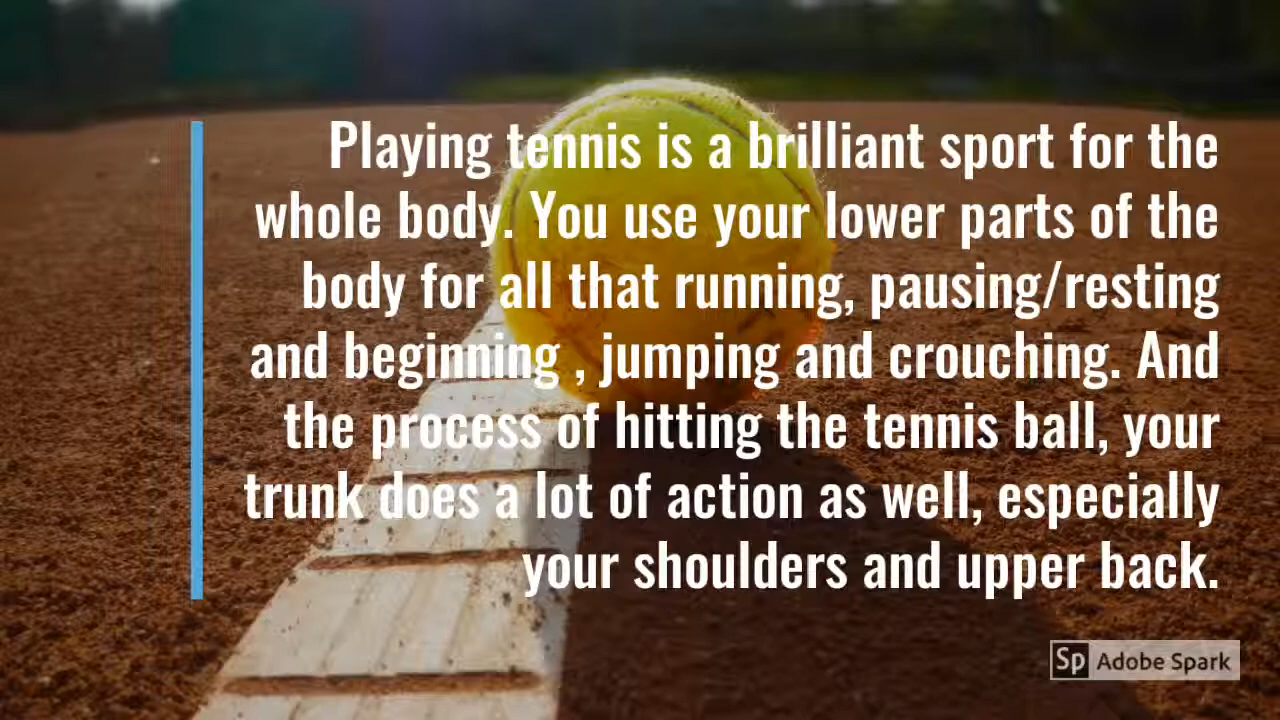 Playing tennis is a brilliant sport for the
whole body. You use your lower parts of the
body for all that running, pausing/resting
and beginning , jumping and crouching. And
the process of hitting the tennis ball, your
trunk does a lot of action as well, especially
your shoulders and upper back.
Sp Adobe Spark